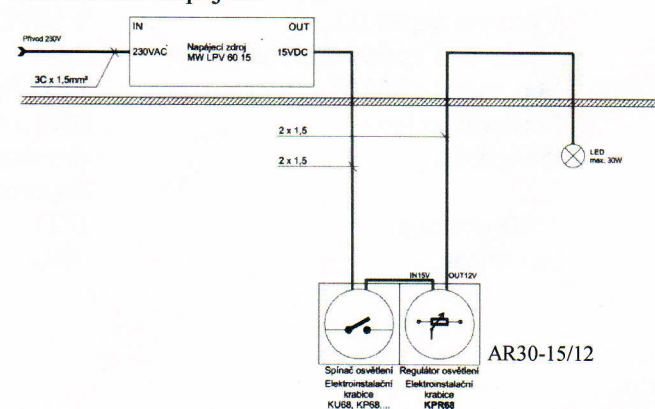 IN OUT
Přívod 230V
230VAC Napájecí zdroj 15VDC
MW LPV 60 15
3C x 1,5mm²
2 x 1,5
2 x 1,5
LED
max. 30W
IN15V OUT12V
AR30-15/12
Spínač osvětlení Regulátor osvětlení
Elektroinstalační Elektroinstalační
krabice krabice
KU68, KP68.... KPR68